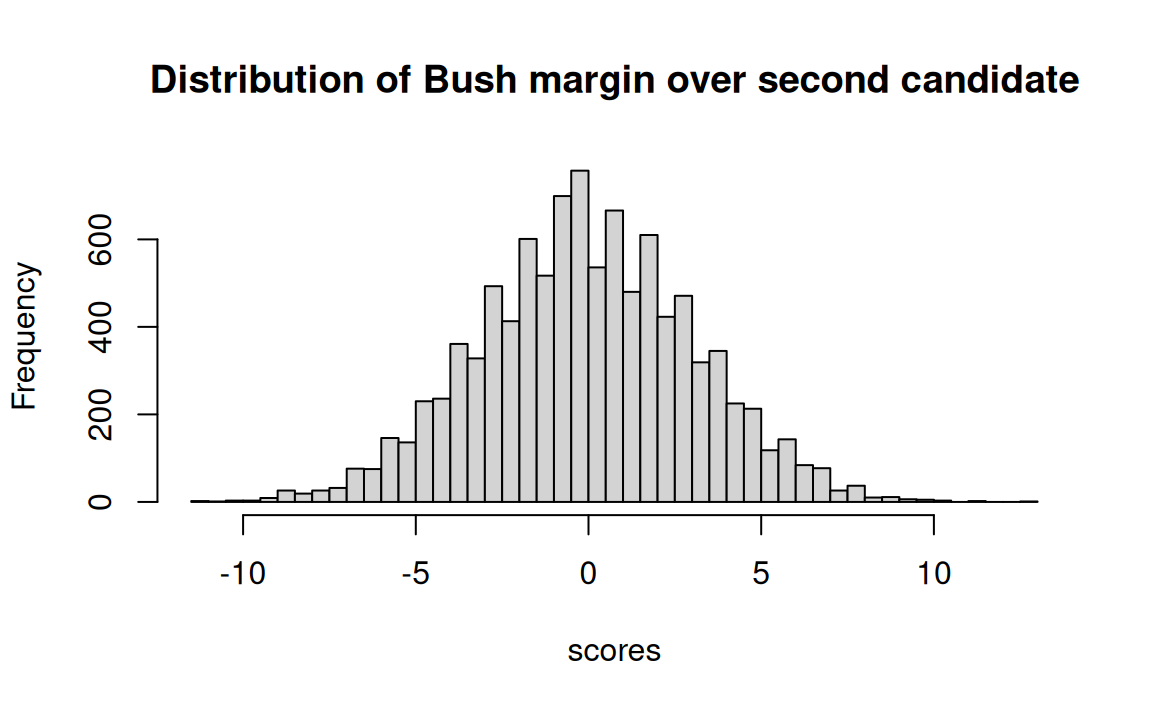 Distribution of Bush margin over second candidate
Frequency
600
400
200
0
-10 -5 0 5 10
scores